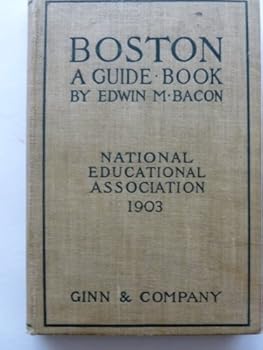 BOSTON
A GUIDE·BOOK
BY EDWIN M·BACON
NATIONAL
EDUCATIONAL
ASSOCIATION
1903
GINN & COMPANY